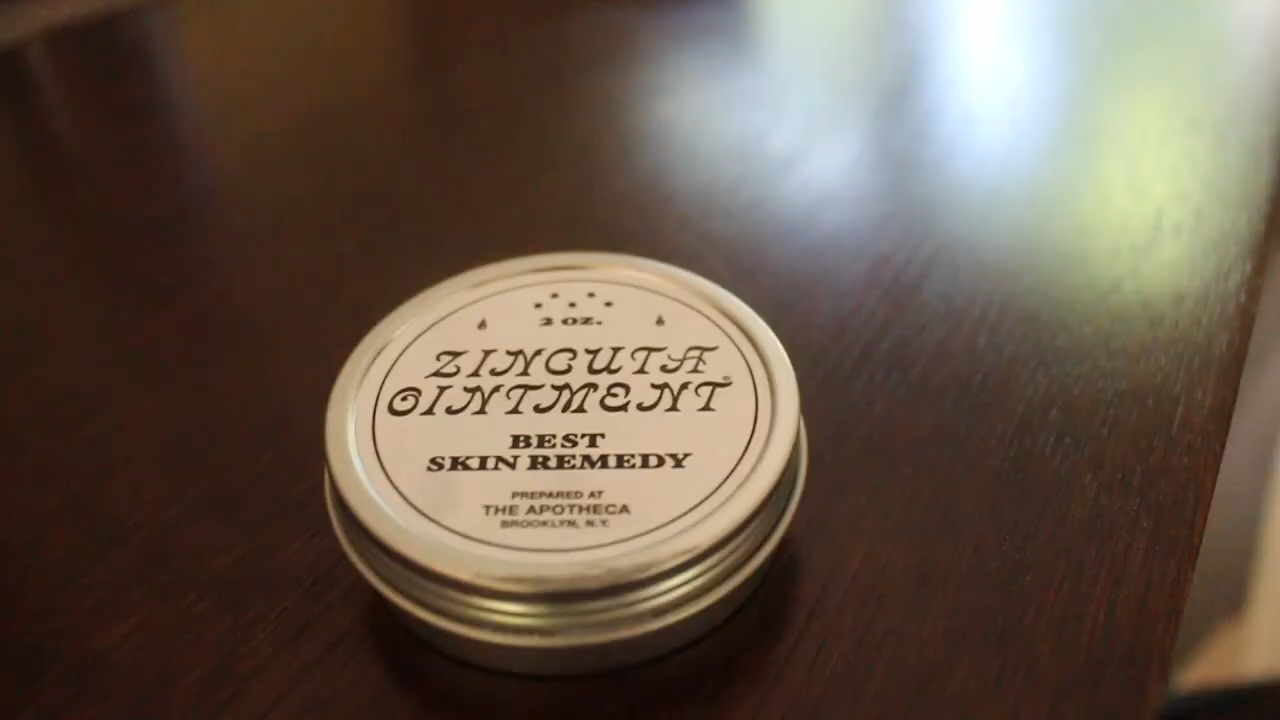 2 OZ.
ZINCUTA
OINTMENT
BEST
SKIN REMEDY
PREPARED AT
THE APOTHECA
BROOKLYN, N.Y.